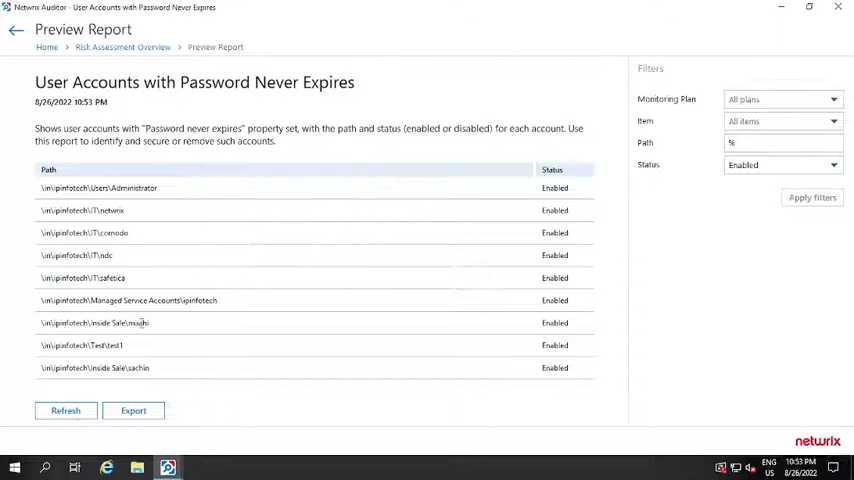 Netwrix Auditor - User Accounts with Password Never Expires
Preview Report
Home > Risk Assessment Overview > Preview Report
User Accounts with Password Never Expires
8/26/2022 10:53 PM
Shows user accounts with "Password never expires" property set, with the path and status (enabled or disabled) for each account. Use
this report to identify and secure or remove such accounts.
Path Status
\in\ipinfotech\Users\Administrator Enabled
\in\ipinfotech\IT\netwrix Enabled
\in\ipinfotech\IT\comodo Enabled
\in\ipinfotech\IT\ndc Enabled
\in\ipinfotech\IT\safetica Enabled
\in\ipinfotech\Managed Service Accounts\ipinfotech Enabled
\in\ipinfotech\Inside Sale\ Enabled
\in\ipinfotech\Test\test1 Enabled
\in\ipinfotech\Inside Sale\sachin Enabled
Refresh Export
Filters
Monitoring Plan All plans
Item All items
Path %
Status Enabled
Apply filters
netwrix
ENG
US
10:53 PM
8/26/2022